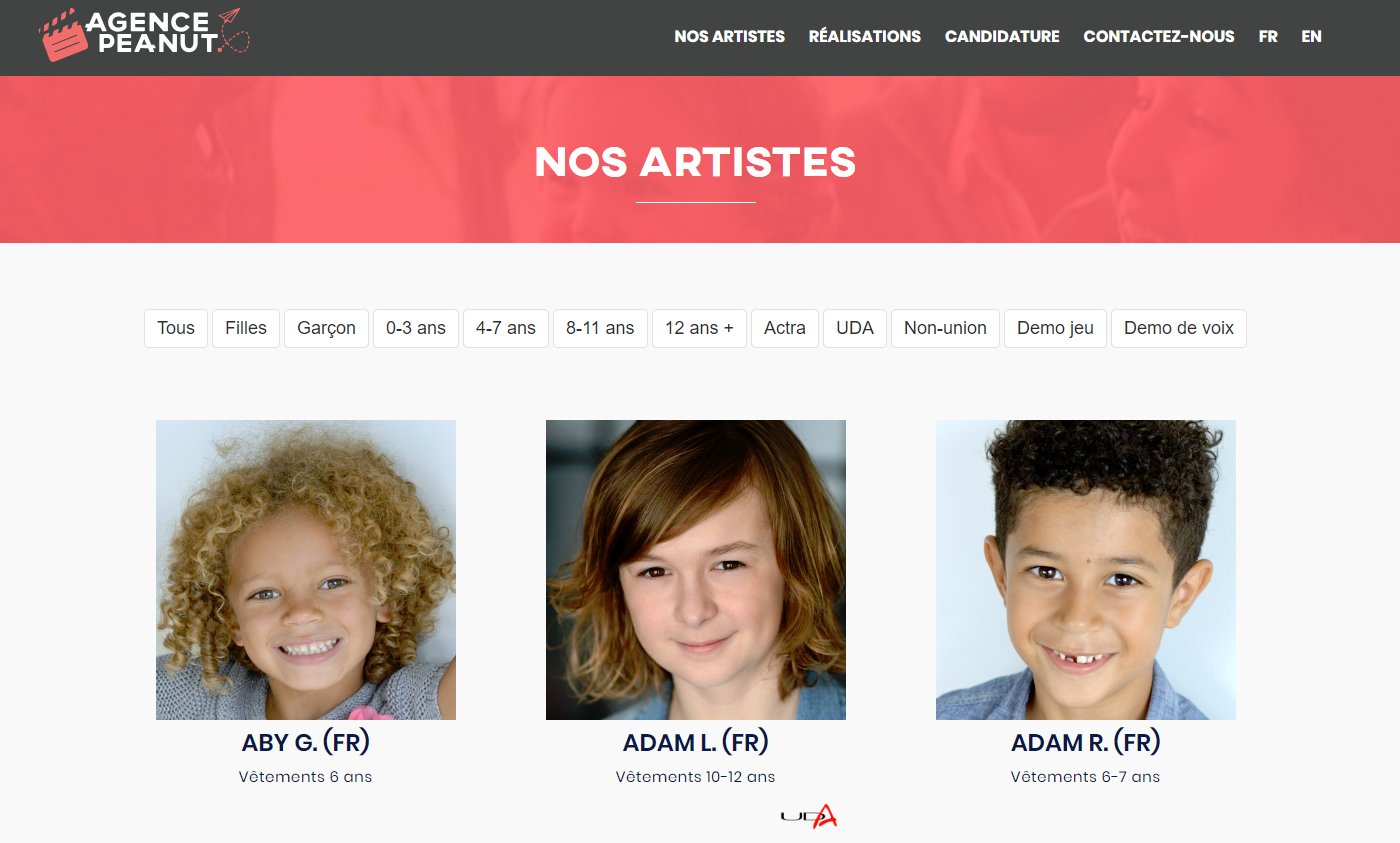 AGENCE
PEANUT.
NOS ARTISTES RÉALISATIONS CANDIDATURE CONTACTEZ-NOUS FR EN
NOS ARTISTES
Tous Filles Garçon 0-3 ans 4-7 ans 8-11 ans 12 ans + Actra UDA Non-union Demo jeu Demo de voix
ABY G. (FR) ADAM L. (FR) ADAM R. (FR)
Vêtements 6 ans Vêtements 10-12 ans Vêtements 6-7 ans
UDA